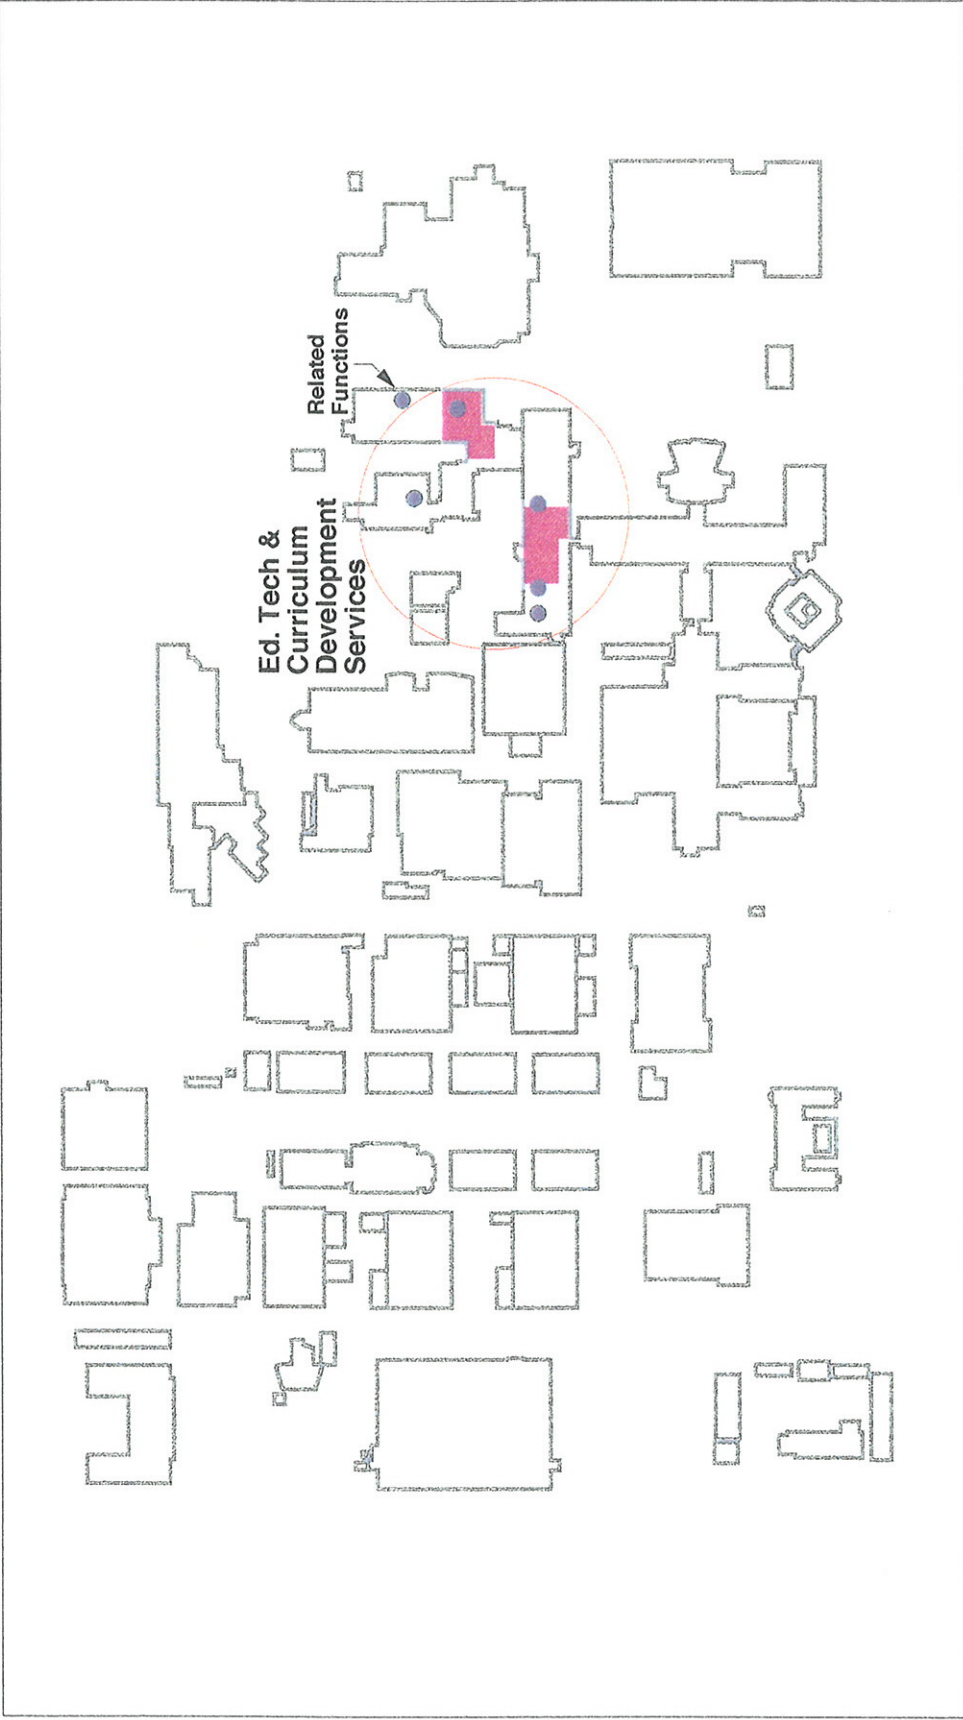 Ed. Tech &
Curriculum
Development
Services
Related
Functions